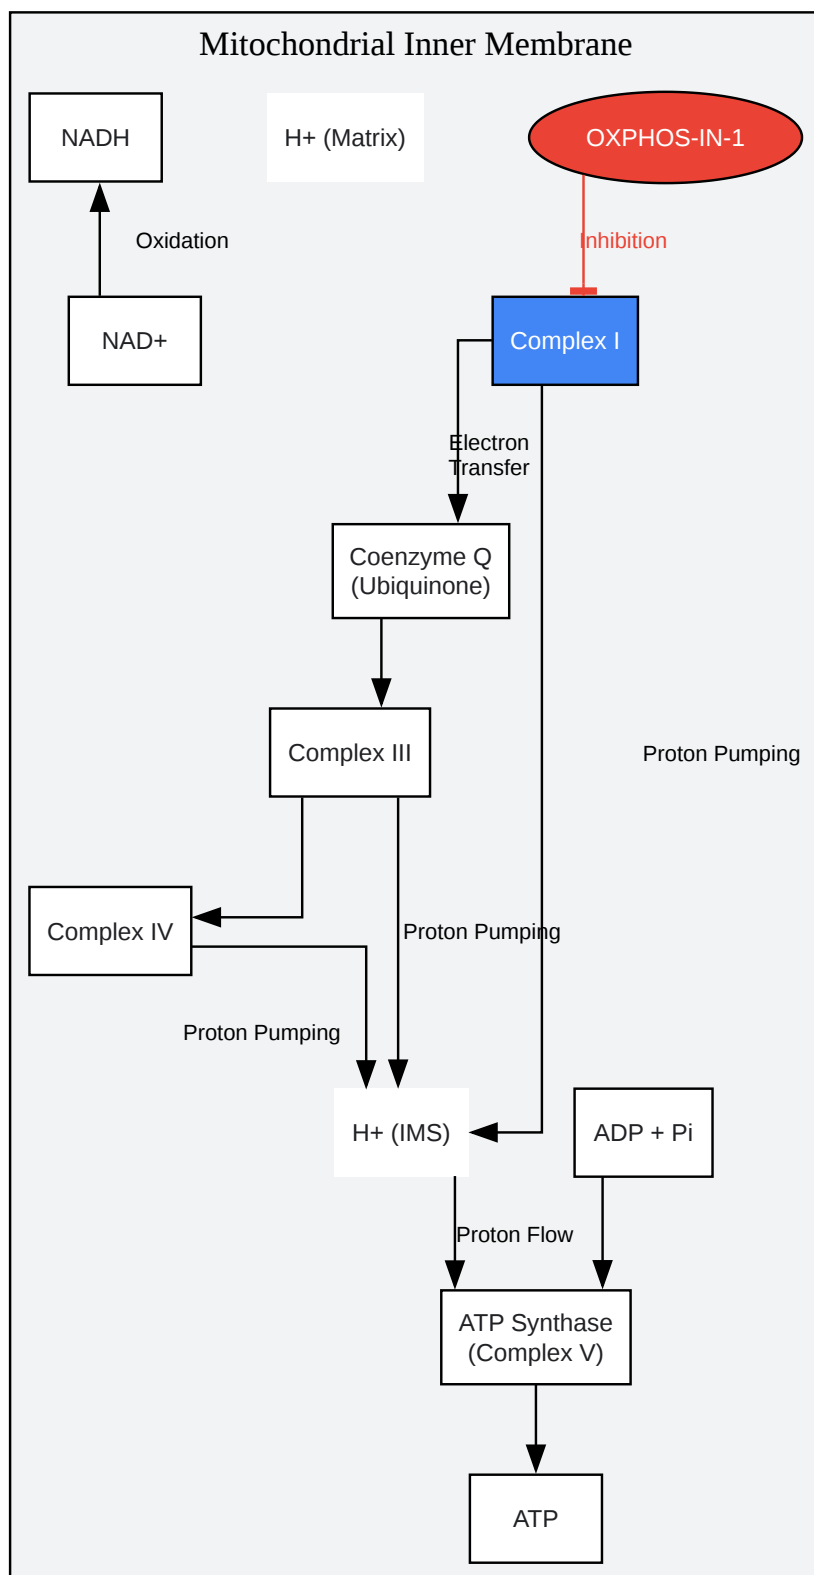 Mitochondrial Inner Membrane
NADH
H+ (Matrix)
OXPHOS-IN-1
Oxidation
Inhibition
NAD+
Complex I
Electron
Transfer
Coenzyme Q
(Ubiquinone)
Complex III
Proton Pumping
Complex IV
Proton Pumping
Proton Pumping
H+ (IMS)
ADP + Pi
Proton Flow
ATP Synthase
(Complex V)
ATP